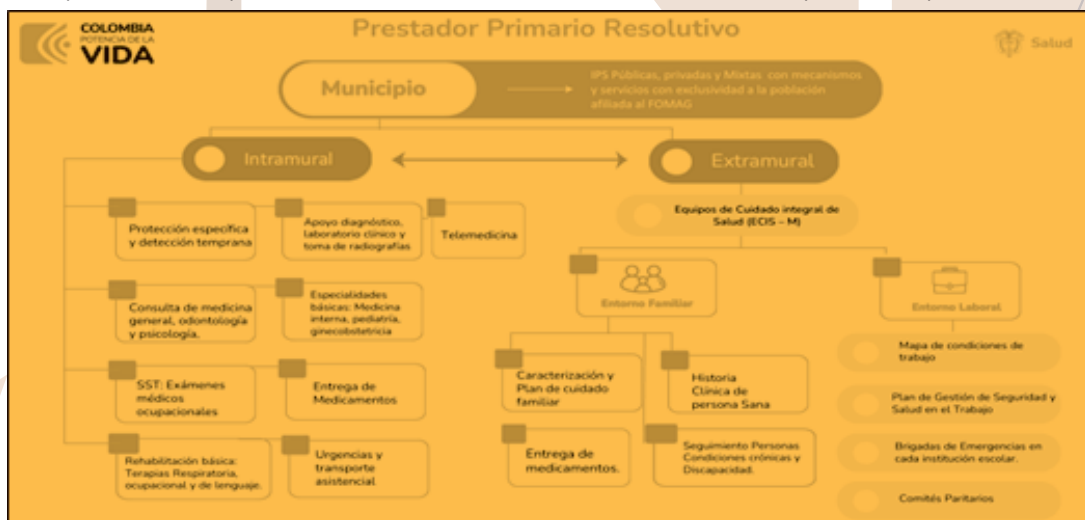 COLOMBIA
POTENCIA DE LA
VIDA
Prestador Primario Resolutivo
Salud
Municipio
IPS Públicas, privadas y Mixtas con mecanismos
y servicios con exclusividad a la población
afiliada al FOMAG
Intramural
Extramural
Equipos de Cuidado integral de
Salud (ECIS – M)
Protección específica
y detección temprana
Apoyo diagnóstico,
laboratorio clínico y
toma de radiografías
Telemedicina
Consulta de medicina
general, odontología
y psicología.
Especialidades
básicas: Medicina
interna, pediatría,
ginecobstetricia
SST: Exámenes
médicos
ocupacionales
Entrega de
Medicamentos
Rehabilitación básica:
Terapias Respiratoria,
ocupacional y de lenguaje.
Urgencias y
transporte
asistencial
Entorno Familiar
Caracterización y
Plan de cuidado
familiar
Historia
Clínica de
persona Sana
Entrega de
medicamentos.
Seguimiento Personas
Condiciones crónicas y
Discapacidad.
Entorno Laboral
Mapa de condiciones de
trabajo
Plan de Gestión de Seguridad y
Salud en el Trabajo
Brigadas de Emergencias en
cada institución escolar.
Comités Paritarios